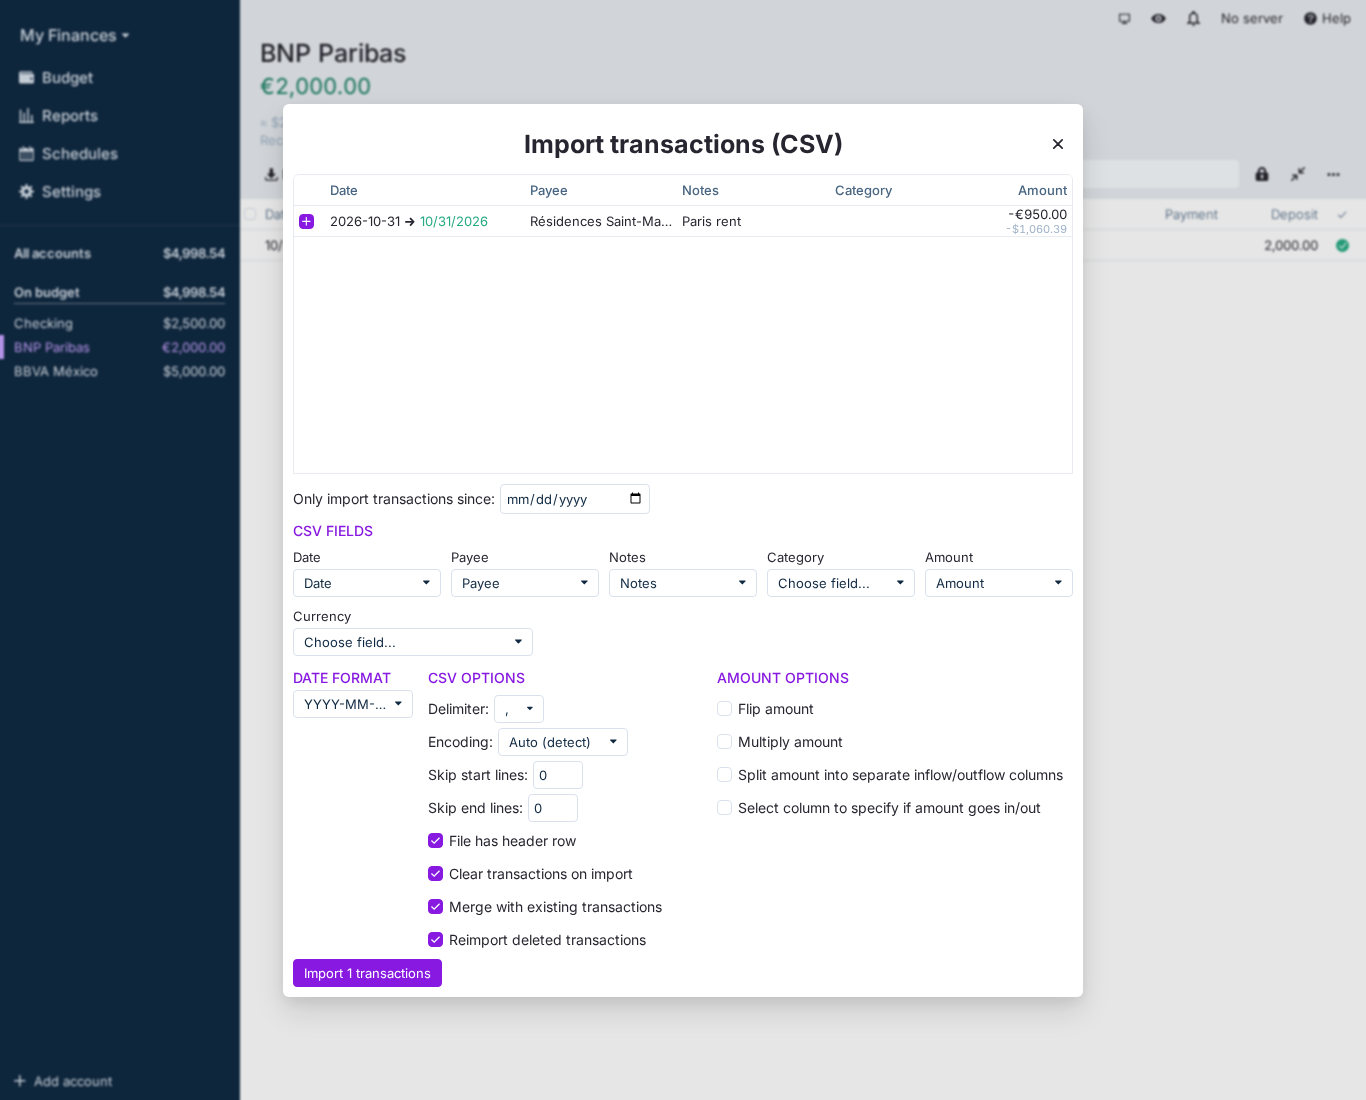 My Finances
Budget
Reports
Schedules
Settings
All accounts $4,998.54
On budget $4,998.54
Checking $2,500.00
BNP Paribas €2,000.00
BBVA México $5,000.00
Add account
No server
Help
BNP Paribas
€2,000.00
Payment Deposit
10/ 2,000.00
Import transactions (CSV)
Date Payee Notes Category Amount
2026-10-31 → 10/31/2026 Résidences Saint-Ma... Paris rent -€950.00
-$1,060.39
Only import transactions since: mm/dd/yyyy
CSV FIELDS
Date Payee Notes Category Amount
Date Payee Notes Choose field... Amount
Currency
Choose field...
DATE FORMAT
YYYY-MM-...
CSV OPTIONS
Delimiter: ,
Encoding: Auto (detect)
Skip start lines: 0
Skip end lines: 0
File has header row
Clear transactions on import
Merge with existing transactions
Reimport deleted transactions
AMOUNT OPTIONS
Flip amount
Multiply amount
Split amount into separate inflow/outflow columns
Select column to specify if amount goes in/out
Import 1 transactions